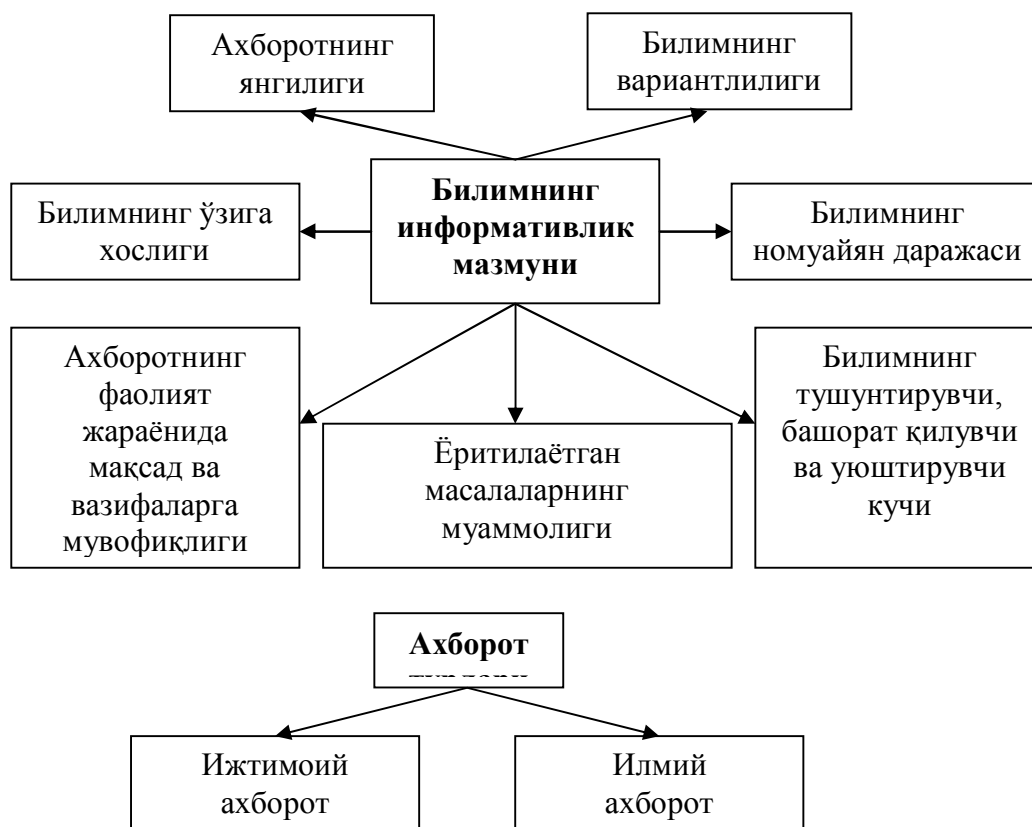 Ахборотнинг
янгилиги
Билимнинг
вариантлилиги
Билимнинг ўзига
хослиги
Билимнинг
информативлик
мазмуни
Билимнинг
номуайян даражаси
Ахборотнинг
фаолият
жараёнида
мақсад ва
вазифаларга
мувофиқлиги
Ёритилаётган
масалаларнинг
муаммолиги
Билимнинг
тушунтирувчи,
башорат қилувчи
ва уюштирувчи
кучи
Ахборот
Ижтимоий
ахборот
Илмий
ахборот